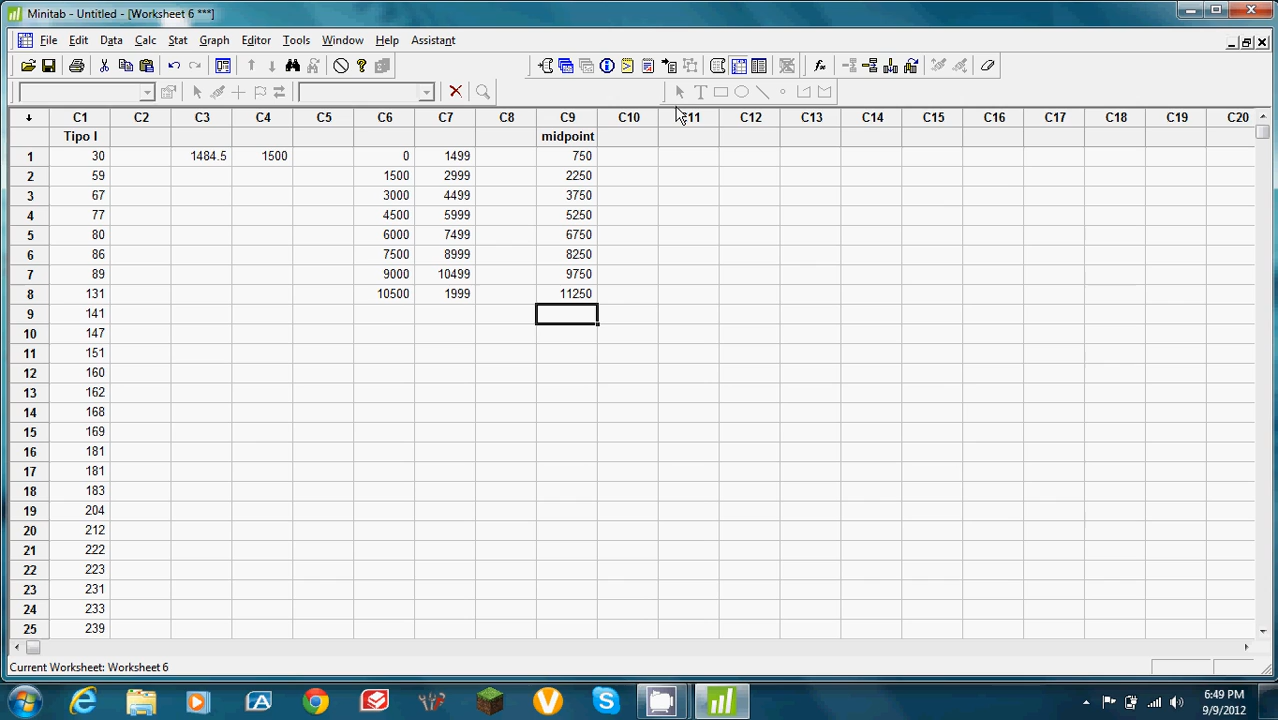 Minitab - Untitled - [Worksheet 6 ***]
File Edit Data Calc Stat Graph Editor Tools Window Help Assistant
C1 C2 C3 C4 C5 C6 C7 C8 C9 C10 C11 C12 C13 C14 C15 C16 C17 C18 C19 C20
Tipo I midpoint
1 30 1484.5 1500 0 1499 750
2 59 1500 2999 2250
3 67 3000 4499 3750
4 77 4500 5999 5250
5 80 6000 7499 6750
6 86 7500 8999 8250
7 89 9000 10499 9750
8 131 10500 1999 11250
9 141
10 147
11 151
12 160
13 162
14 168
15 169
16 181
17 181
18 183
19 204
20 212
21 222
22 223
23 231
24 233
25 239
Current Worksheet: Worksheet 6
6:49 PM
9/9/2012